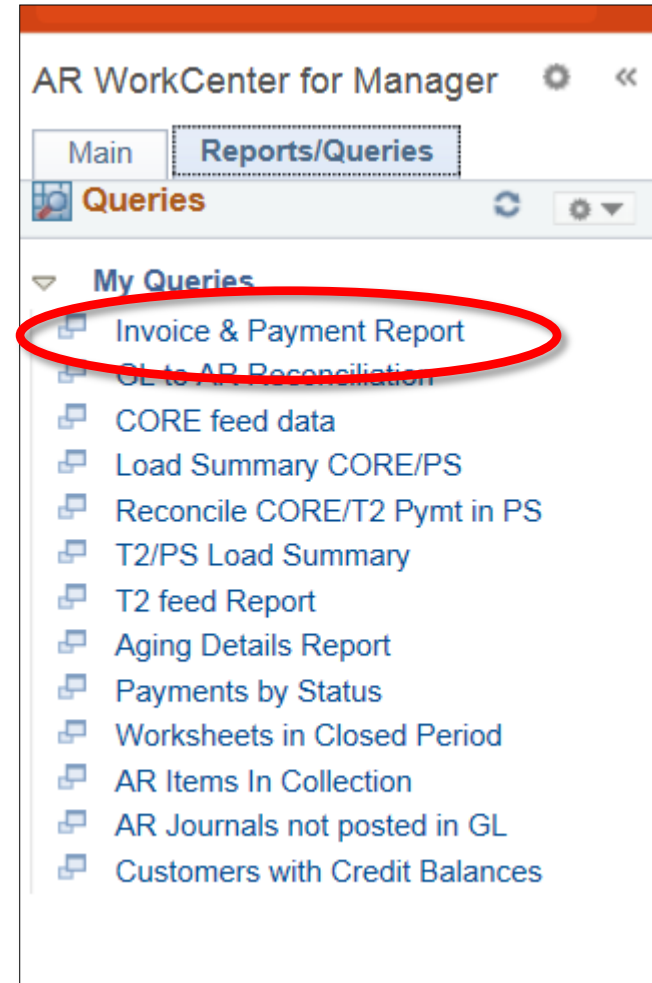 AR WorkCenter for Manager
Main
Reports/Queries
Queries
My Queries
Invoice & Payment Report
GL to AR Reconciliation
CORE feed data
Load Summary CORE/PS
Reconcile CORE/T2 Pymt in PS
T2/PS Load Summary
T2 feed Report
Aging Details Report
Payments by Status
Worksheets in Closed Period
AR Items In Collection
AR Journals not posted in GL
Customers with Credit Balances